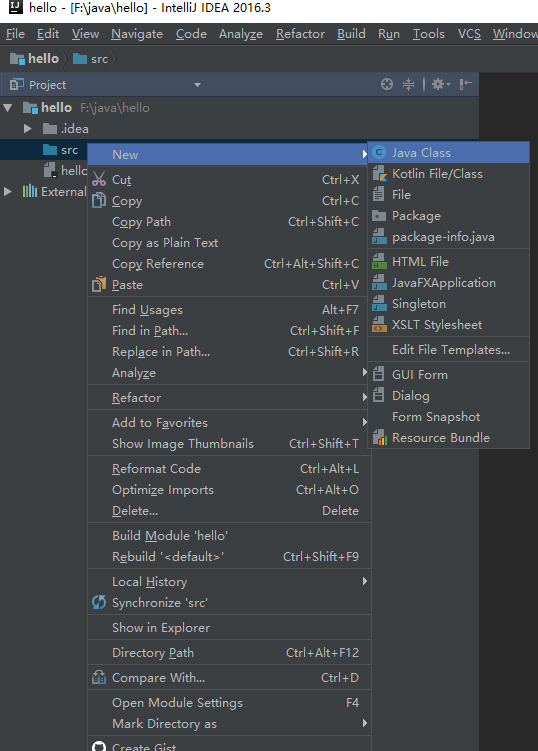 hello - [F:\java\hello] - IntelliJ IDEA 2016.3
File Edit View Navigate Code Analyze Refactor Build Run Tools VCS Window
hello src
Project
hello F:\java\hello
.idea
src
hello
External
New
Cut Ctrl+X
Copy Ctrl+C
Copy Path Ctrl+Shift+C
Copy as Plain Text
Copy Reference Ctrl+Alt+Shift+C
Paste Ctrl+V
Find Usages Alt+F7
Find in Path... Ctrl+Shift+F
Replace in Path... Ctrl+Shift+R
Analyze
Refactor
Add to Favorites
Show Image Thumbnails Ctrl+Shift+T
Reformat Code Ctrl+Alt+L
Optimize Imports Ctrl+Alt+O
Delete... Delete
Build Module 'hello'
Rebuild '<default>' Ctrl+Shift+F9
Local History
Synchronize 'src'
Show in Explorer
Directory Path Ctrl+Alt+F12
Compare With... Ctrl+D
Open Module Settings F4
Mark Directory as
Create Gist
Java Class
Kotlin File/Class
File
Package
package-info.java
HTML File
JavaFXApplication
Singleton
XSLT Stylesheet
Edit File Templates...
GUI Form
Dialog
Form Snapshot
Resource Bundle